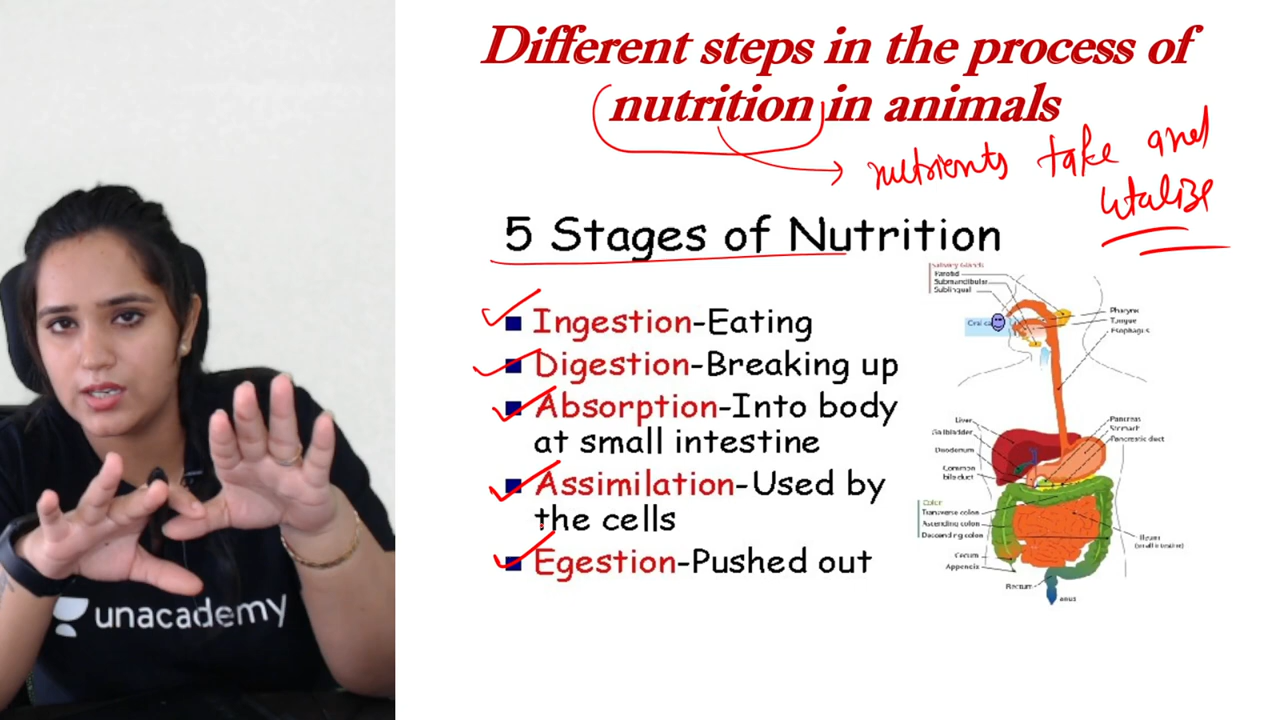 Different steps in the process of
nutrition in animals
nutrients take and
utalize
5 Stages of Nutrition
Ingestion-Eating
Digestion-Breaking up
Absorption-Into body
at small intestine
Assimilation-Used by
the cells
Egestion-Pushed out
Salivary Glands
Parotid
Submandibular
Sublingual
Pharynx
Tongue
Esophagus
Liver
Gallbladder
Duodenum
Common
bile duct
Pancreas
Stomach
Pancreatic duct
Colon
Transverse colon
Ascending colon
Descending colon
Cecum
Appendix
Rectum
Ileum
(small intestine)
anus
unacademy